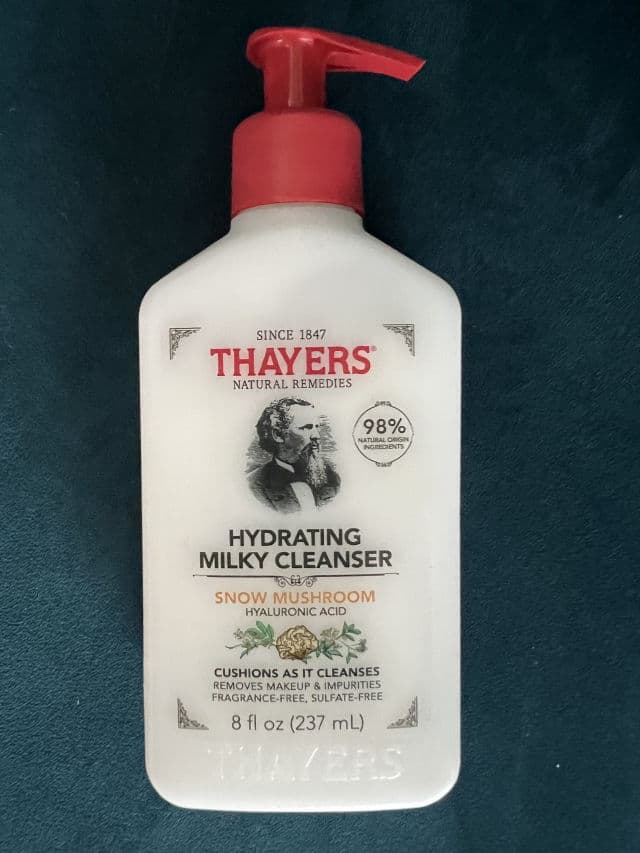 SINCE 1847
THAYERS®
NATURAL REMEDIES
98%
NATURAL ORIGIN
INGREDIENTS
HYDRATING
MILKY CLEANSER
SNOW MUSHROOM
HYALURONIC ACID
CUSHIONS AS IT CLEANSES
REMOVES MAKEUP & IMPURITIES
FRAGRANCE-FREE, SULFATE-FREE
8 fl oz (237 mL)
THAYERS